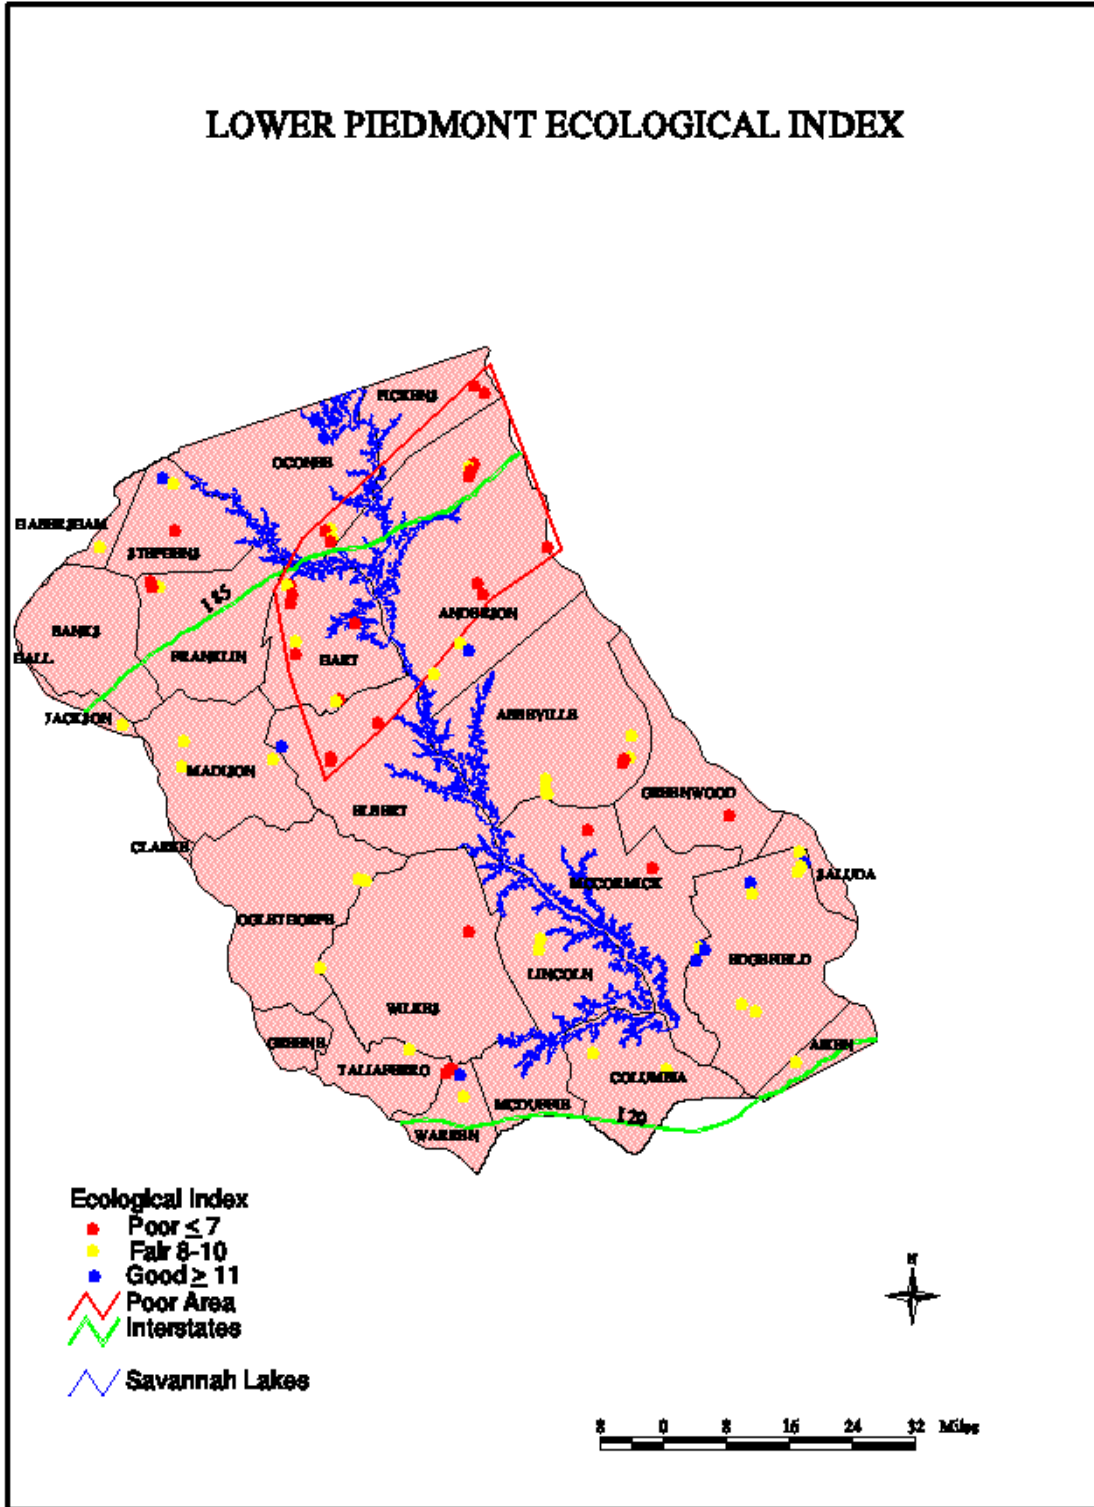 LOWER PIEDMONT ECOLOGICAL INDEX
PICKENS
OCONEE
HABERSHAM
STEPHENS
I 85
ANDERSON
BANKS
HALL
FRANKLIN
HART
JACKSON
ABBEVILLE
MADISON
GREENWOOD
ELBERT
CLARKE
SALUDA
MCCORMICK
OGLETHORPE
EDGEFIELD
LINCOLN
WILKES
GREENE
AIKEN
TALIAFERRO
COLUMBIA
MCDUFFIE
I 20
WARREN
Ecological Index
Poor ≤ 7
Fair 8-10
Good ≥ 11
Poor Area
Interstates
Savannah Lakes
N
8 0 8 16 24 32 Miles